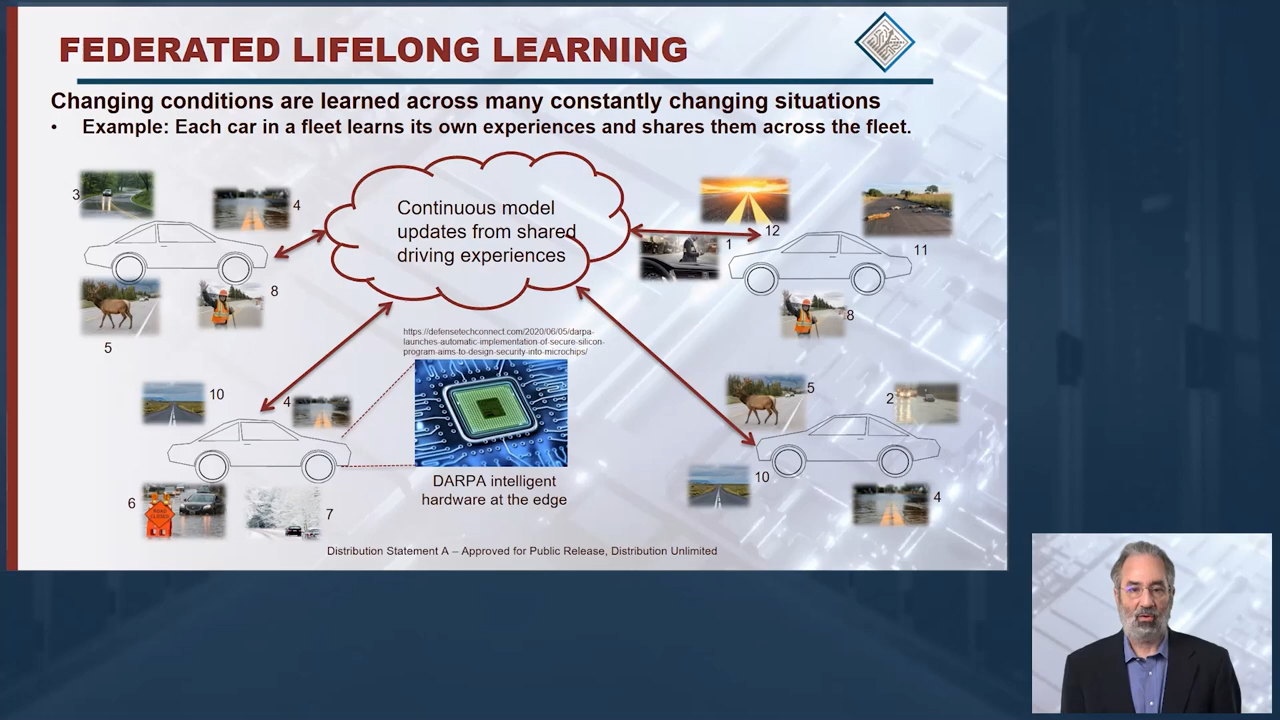 FEDERATED LIFELONG LEARNING
Changing conditions are learned across many constantly changing situations
• Example: Each car in a fleet learns its own experiences and shares them across the fleet.
3
4
8
5
Continuous model
updates from shared
driving experiences
12
1
11
8
https://defensetechconnect.com/2020/06/05/darpa-
launches-automatic-implementation-of-secure-silicon-
program-aims-to-design-security-into-microchips/
10
4
6
ROAD
CLOSED
7
DARPA intelligent
hardware at the edge
5
2
10
4
Distribution Statement A – Approved for Public Release, Distribution Unlimited